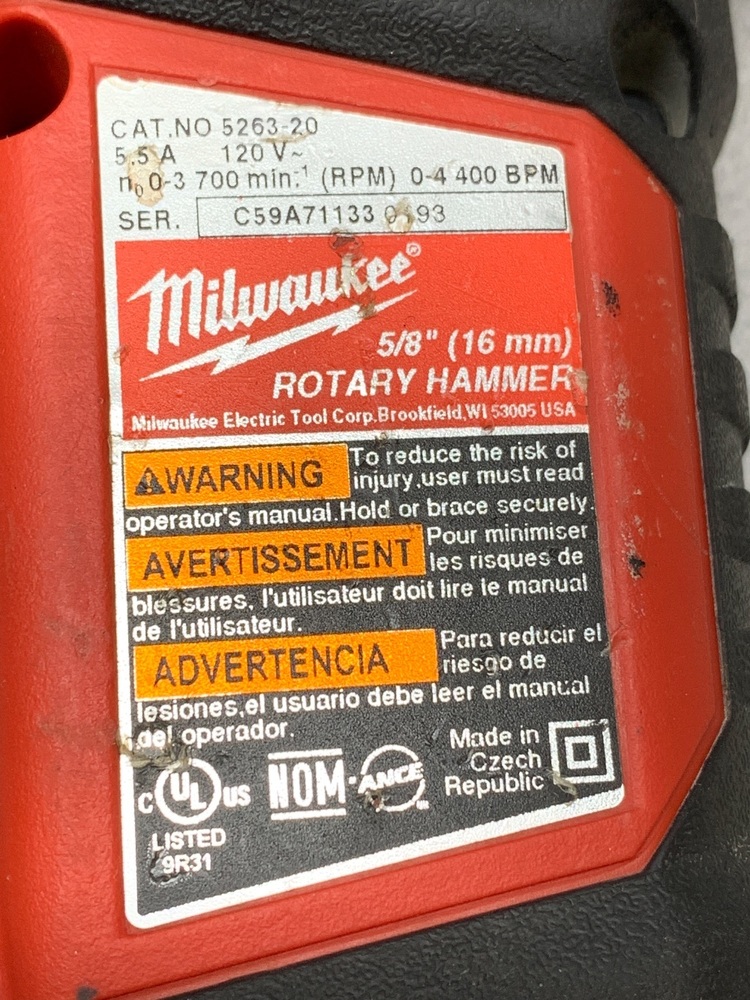 CAT.NO 5263-20
5.5 A 120 V~
n₀ 0-3 700 min.⁻¹ (RPM) 0-4 400 BPM
SER. C59A71133
Milwaukee®
5/8" (16 mm)
ROTARY HAMMER
Milwaukee Electric Tool Corp.Brookfield,WI 53005 USA
⚠WARNING To reduce the risk of
injury,user must read
operator's manual.Hold or brace securely.
AVERTISSEMENT Pour minimiser
les risques de
blessures, l'utilisateur doit lire le manual
de l'utilisateur.
ADVERTENCIA Para reducir el
riesgo de
lesiones,el usuario debe leer el manual
del operador.
C UL US
LISTED
9R31
NOM-ANCE
Made in
Czech
Republic